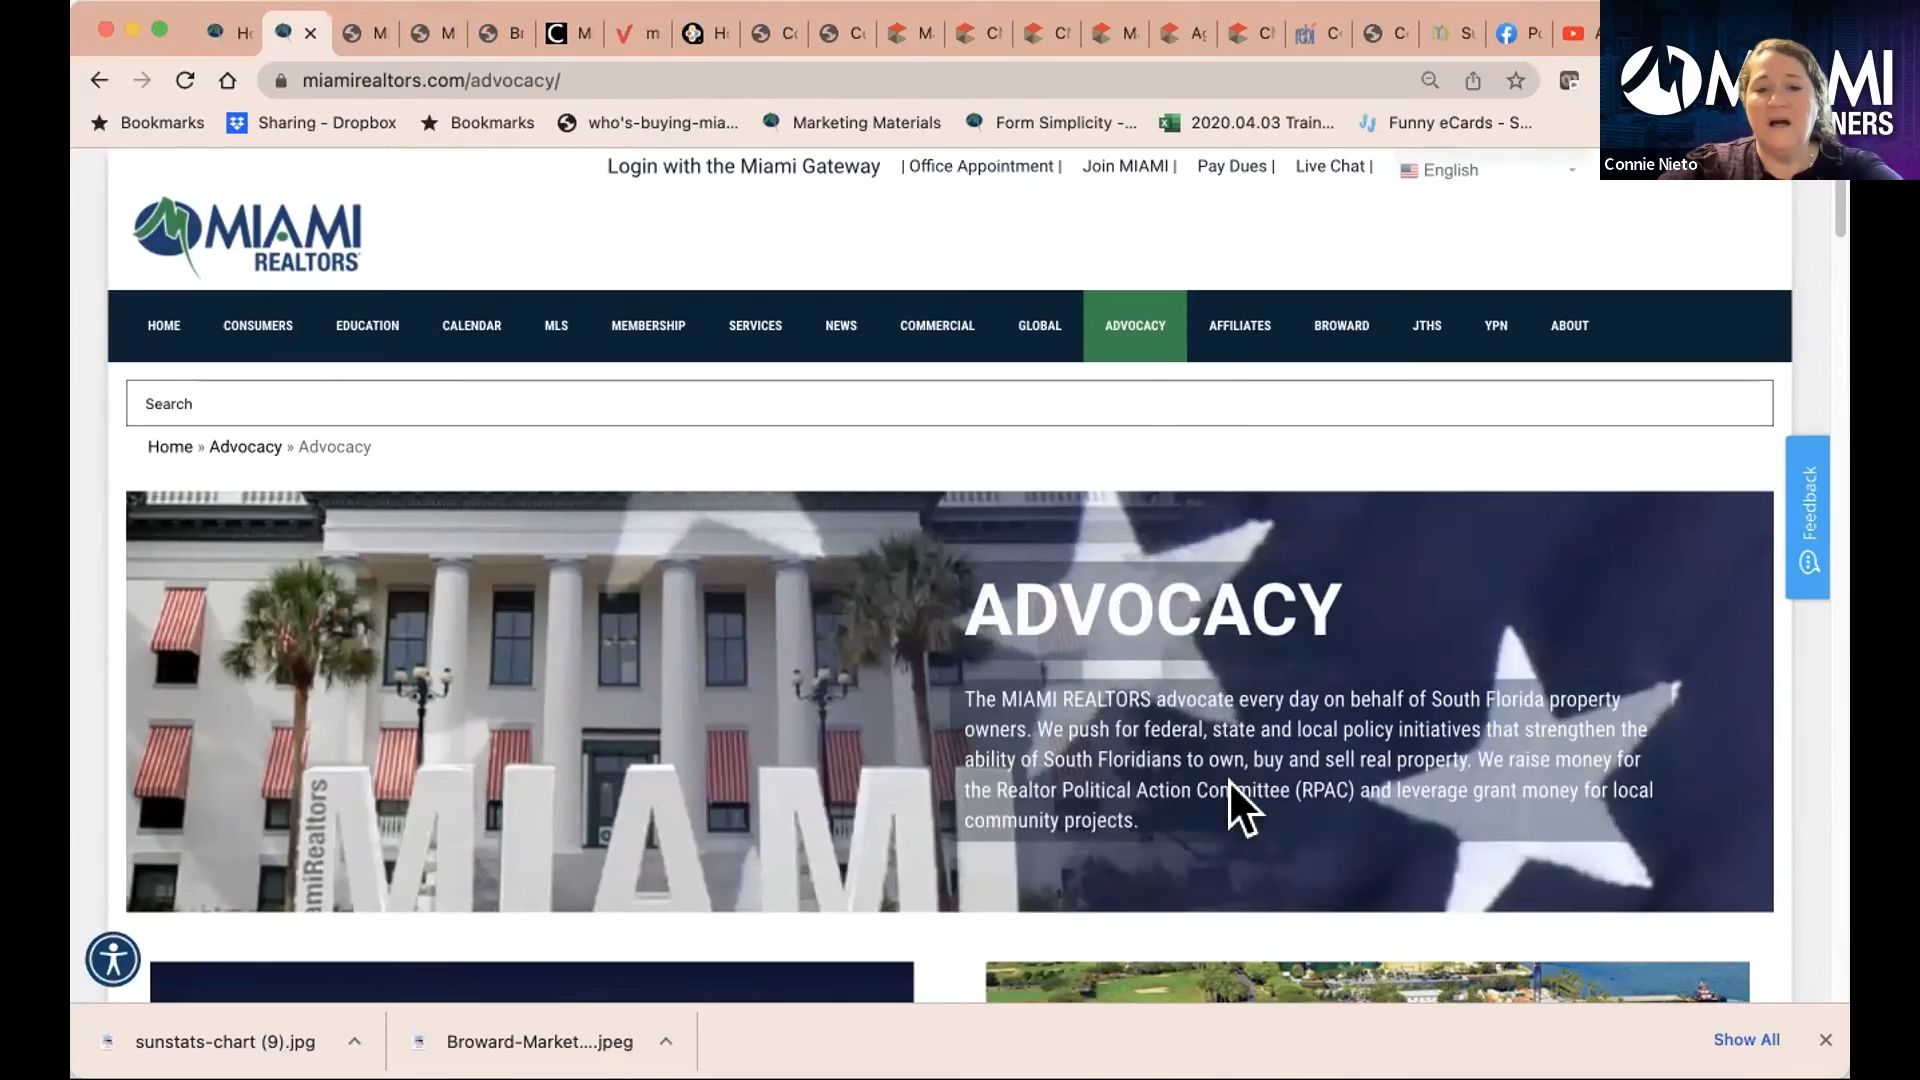 miamirealtors.com/advocacy/
Bookmarks
Sharing - Dropbox
Bookmarks
who's-buying-mia...
Marketing Materials
Form Simplicity -...
2020.04.03 Train...
Funny eCards - S...
MIAMI
NERS
Connie Nieto
Login with the Miami Gateway | Office Appointment | Join MIAMI | Pay Dues | Live Chat |
English
MIAMI
REALTORS
HOME CONSUMERS EDUCATION CALENDAR MLS MEMBERSHIP SERVICES NEWS COMMERCIAL GLOBAL ADVOCACY AFFILIATES BROWARD JTHS YPN ABOUT
Search
Home » Advocacy » Advocacy
Feedback
ADVOCACY
The MIAMI REALTORS advocate every day on behalf of South Florida property
owners. We push for federal, state and local policy initiatives that strengthen the
ability of South Floridians to own, buy and sell real property. We raise money for
the Realtor Political Action Committee (RPAC) and leverage grant money for local
community projects.
amiRealtors
MIAMI
sunstats-chart (9).jpg
Broward-Market....jpeg
Show All